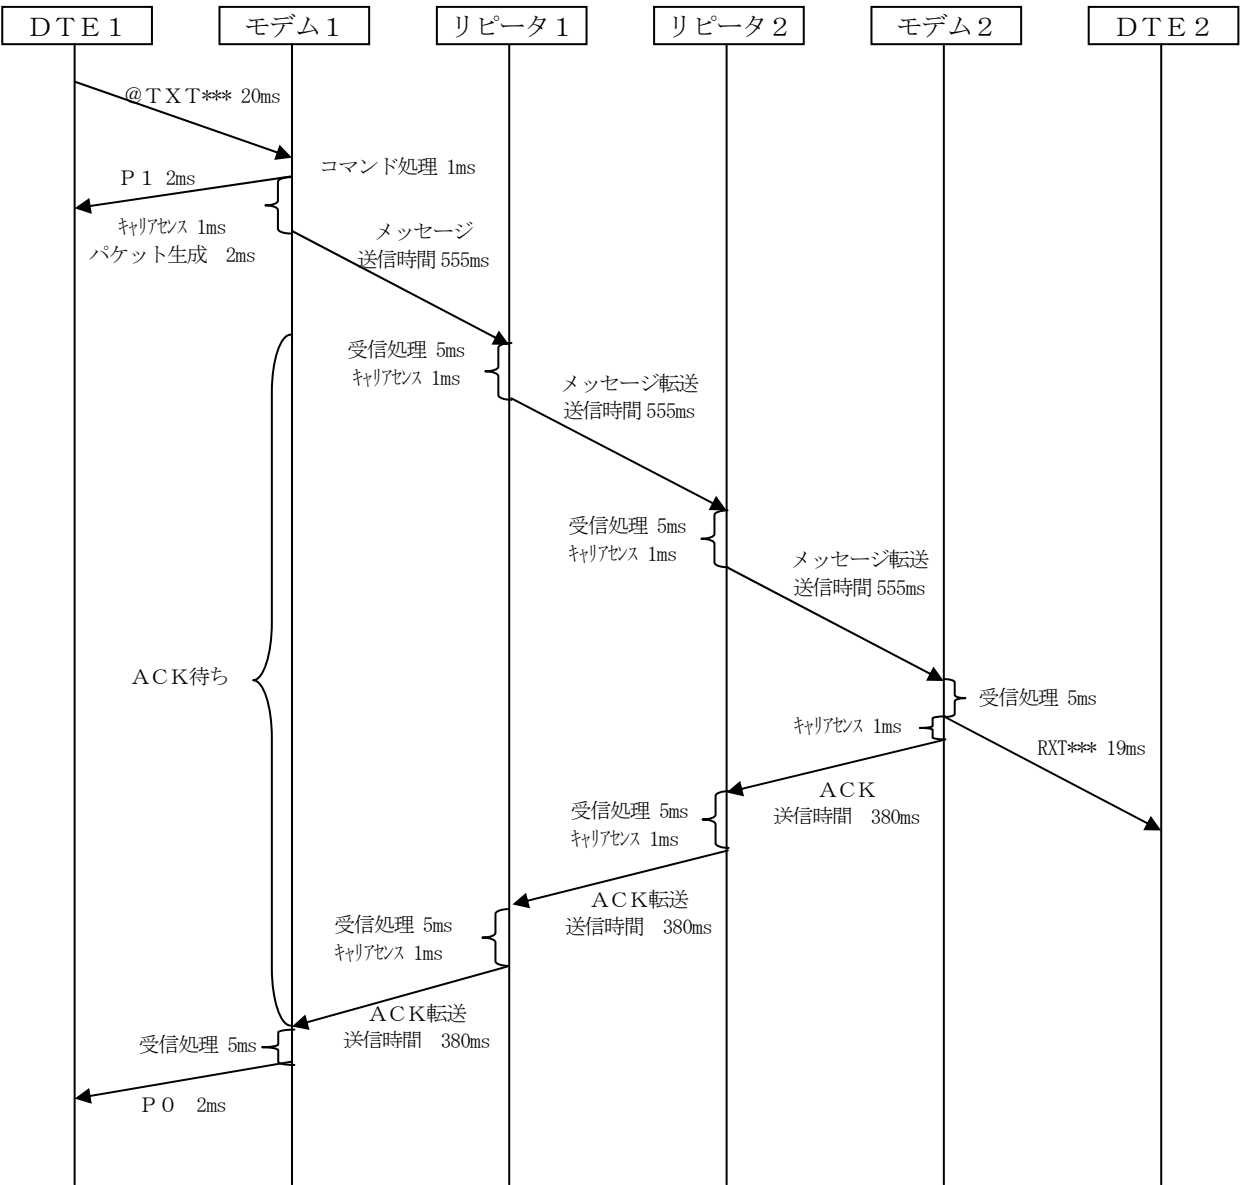 ＤＴＥ１
モデム１
リピータ１
リピータ２
モデム２
ＤＴＥ２
@ＴＸＴ*** 20ms
コマンド処理 1ms
Ｐ１ 2ms
ｷｬﾘｱｾﾝｽ 1ms
パケット生成　2ms
メッセージ
送信時間 555ms
受信処理 5ms
ｷｬﾘｱｾﾝｽ 1ms
メッセージ転送
送信時間 555ms
受信処理 5ms
ｷｬﾘｱｾﾝｽ 1ms
メッセージ転送
送信時間 555ms
ＡＣＫ待ち
受信処理 5ms
ｷｬﾘｱｾﾝｽ 1ms
RXT*** 19ms
ＡＣＫ
送信時間　380ms
受信処理 5ms
ｷｬﾘｱｾﾝｽ 1ms
ＡＣＫ転送
送信時間　380ms
受信処理 5ms
ｷｬﾘｱｾﾝｽ 1ms
ＡＣＫ転送
送信時間　380ms
受信処理 5ms
Ｐ０　2ms